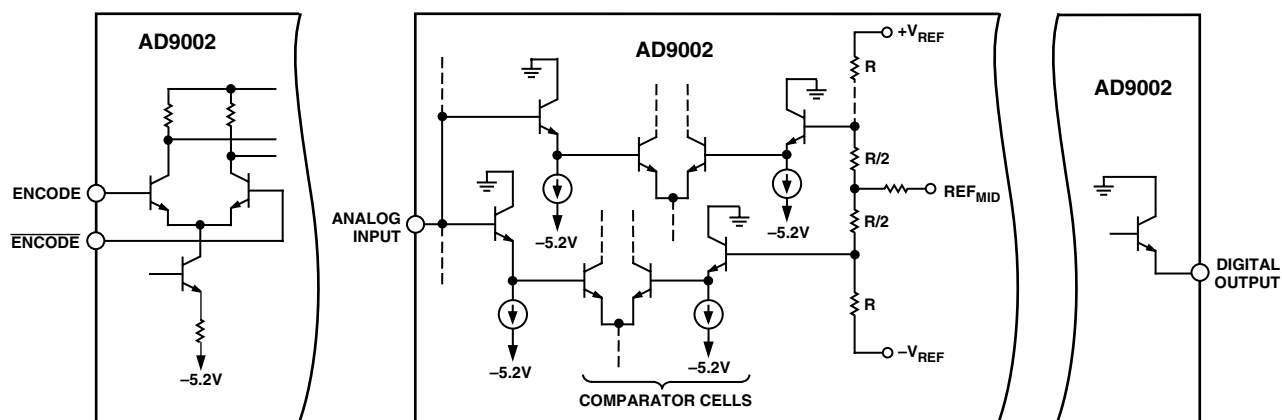 AD9002
ENCODE
ENCODE
–5.2V
AD9002
ANALOG
INPUT
–5.2V
–5.2V
–5.2V
–5.2V
COMPARATOR CELLS
+VREF
R
R/2
REFMID
R/2
R
–VREF
AD9002
DIGITAL
OUTPUT